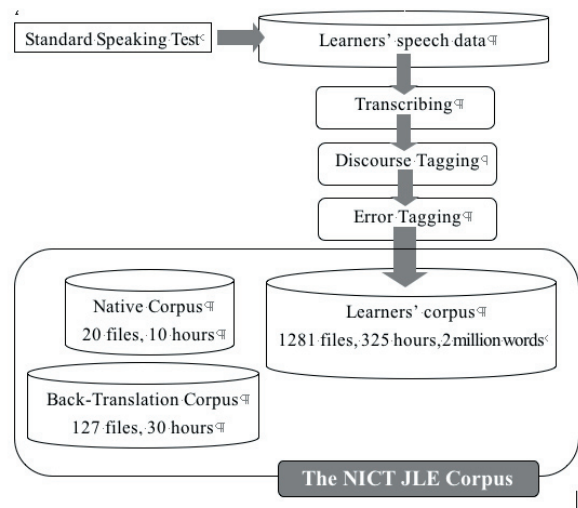 Standard Speaking Test
Learners’ speech data
Transcribing
Discourse Tagging
Error Tagging
Native Corpus
20 files, 10 hours
Learners’ corpus
1281 files, 325 hours,2 million words
Back-Translation Corpus
127 files, 30 hours
The NICT JLE Corpus